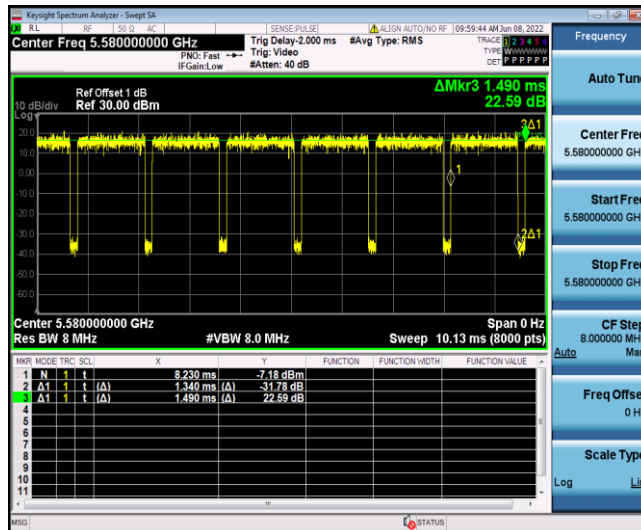 Keysight Spectrum Analyzer - Swept SA
RL RF 50 Ω AC SENSE:PULSE ALIGN AUTO/NO RF 09:59:44 AM Jun 08, 2022
Center Freq 5.580000000 GHz
PNO: Fast
IFGain:Low
Trig Delay-2.000 ms
Trig: Video
#Atten: 40 dB
#Avg Type: RMS
TRACE 1 2 3 4 5 6
TYPE WWWWWW
DET P P P P P P
Ref Offset 1 dB
10 dB/div Ref 30.00 dBm
Log
ΔMkr3 1.490 ms
22.59 dB
20.0
10.0
0.00
-10.0
-20.0
-30.0
-40.0
-50.0
-60.0
3Δ1
1
2Δ1
Center 5.580000000 GHz Span 0 Hz
Res BW 8 MHz #VBW 8.0 MHz Sweep 10.13 ms (8000 pts)
MKR MODE TRC SCL X Y FUNCTION FUNCTION WIDTH FUNCTION VALUE
1 N 1 t 8.230 ms -7.18 dBm
2 Δ1 1 t (Δ) 1.340 ms (Δ) -31.78 dB
3 Δ1 1 t (Δ) 1.490 ms (Δ) 22.59 dB
4
5
6
7
8
9
10
11
MSG STATUS
Frequency
Auto Tune
Center Freq
5.580000000 GH
Start Freq
5.580000000 GH
Stop Freq
5.580000000 GH
CF Step
8.000000 MH
Auto Ma
Freq Offse
0 H
Scale Type
Log Li